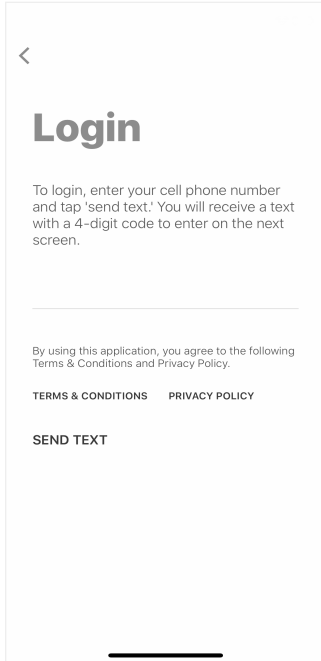 Login
To login, enter your cell phone number
and tap 'send text.' You will receive a text
with a 4-digit code to enter on the next
screen.
By using this application, you agree to the following
Terms & Conditions and Privacy Policy.
TERMS & CONDITIONS PRIVACY POLICY
SEND TEXT